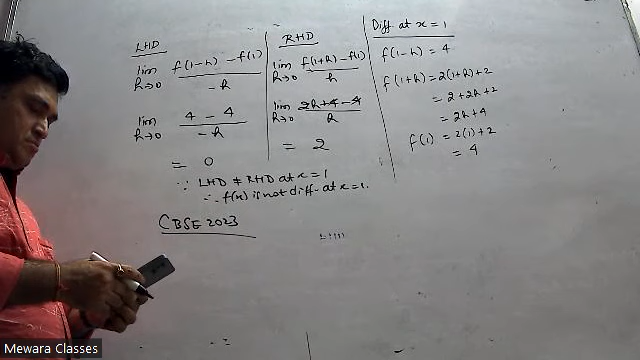 LHD
lim h→0 f(1-h) - f(1) / -h
lim h→0 4 - 4 / -h
= 0
RHD
lim h→0 f(1+h) - f(1) / h
lim h→0 2h+4-4 / h
= 2
Diff. at x = 1
f(1-h) = 4
f(1+h) = 2(1+h)+2
= 2+2h+2
= 2h+4
f(1) = 2(1)+2
= 4
∵ LHD ≠ RHD at x=1
∴ f(x) is not diff. at x=1.
CBSE 2023
Mewara Classes